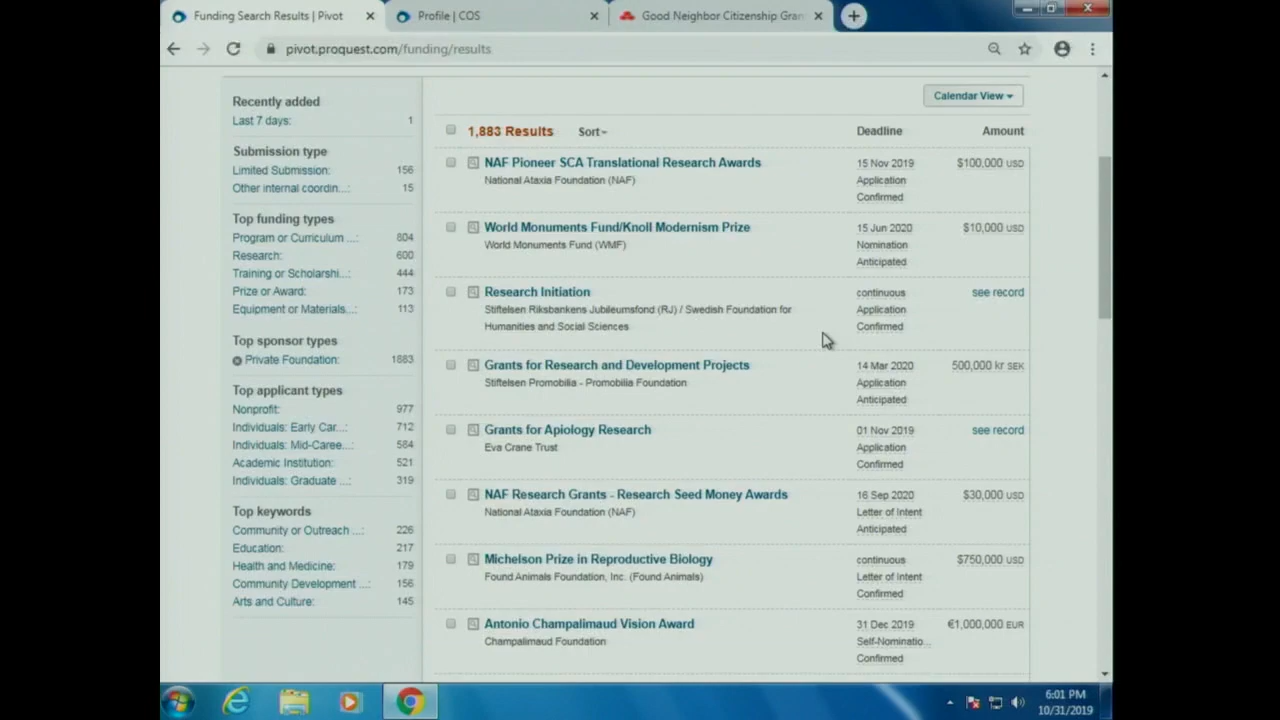 Funding Search Results | Pivot
Profile | COS
Good Neighbor Citizenship Gran
pivot.proquest.com/funding/results
Recently added
Last 7 days: 1
Submission type
Limited Submission: 156
Other internal coordin...: 15
Top funding types
Program or Curriculum ...: 804
Research: 600
Training or Scholarshi...: 444
Prize or Award: 173
Equipment or Materials...: 113
Top sponsor types
Private Foundation: 1883
Top applicant types
Nonprofit: 977
Individuals: Early Car...: 712
Individuals: Mid-Caree...: 584
Academic Institution: 521
Individuals: Graduate ...: 319
Top keywords
Community or Outreach ...: 226
Education: 217
Health and Medicine: 179
Community Development ...: 156
Arts and Culture: 145
Calendar View
1,883 Results Sort Deadline Amount
NAF Pioneer SCA Translational Research Awards 15 Nov 2019 $100,000 USD
National Ataxia Foundation (NAF) Application
Confirmed
World Monuments Fund/Knoll Modernism Prize 15 Jun 2020 $10,000 USD
World Monuments Fund (WMF) Nomination
Anticipated
Research Initiation continuous see record
Stiftelsen Riksbankens Jubileumsfond (RJ) / Swedish Foundation for Application
Humanities and Social Sciences Confirmed
Grants for Research and Development Projects 14 Mar 2020 500,000 kr SEK
Stiftelsen Promobilia - Promobilia Foundation Application
Anticipated
Grants for Apiology Research 01 Nov 2019 see record
Eva Crane Trust Application
Confirmed
NAF Research Grants - Research Seed Money Awards 16 Sep 2020 $30,000 USD
National Ataxia Foundation (NAF) Letter of Intent
Anticipated
Michelson Prize in Reproductive Biology continuous $750,000 USD
Found Animals Foundation, Inc. (Found Animals) Letter of Intent
Confirmed
Antonio Champalimaud Vision Award 31 Dec 2019 €1,000,000 EUR
Champalimaud Foundation Self-Nominatio...
Confirmed
6:01 PM
10/31/2019